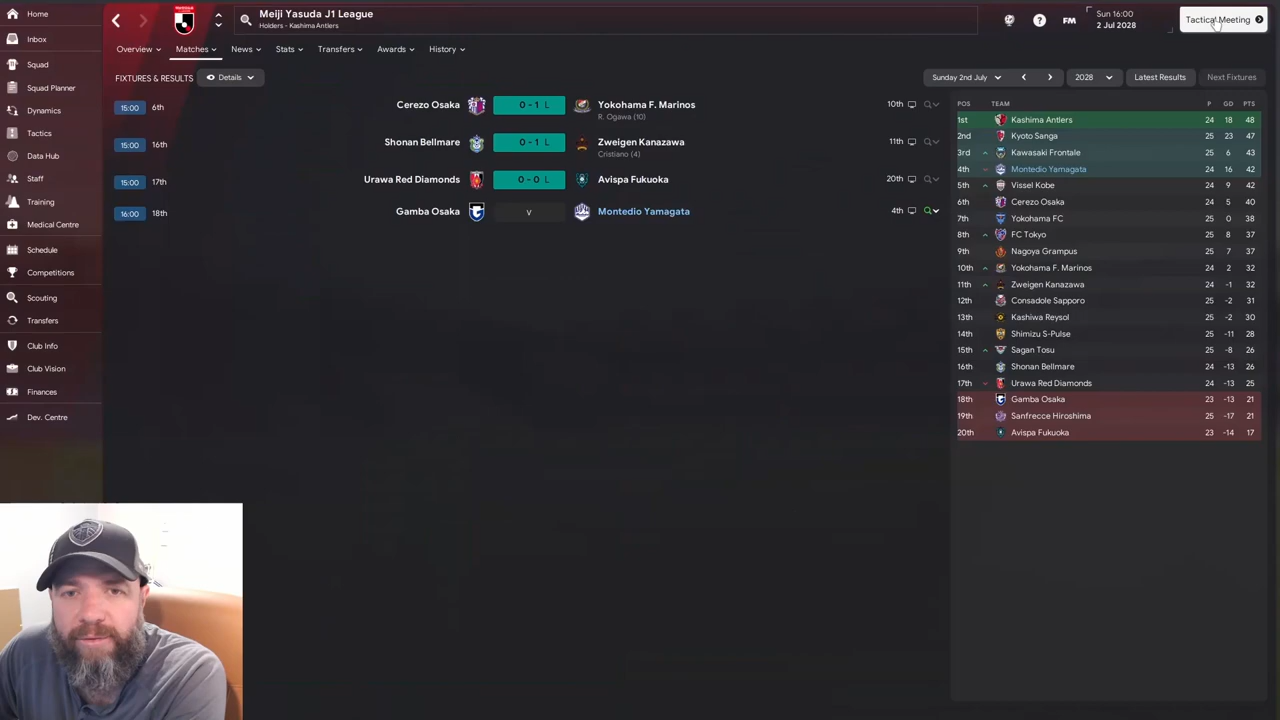 Home
Inbox
Squad
Squad Planner
Dynamics
Tactics
Data Hub
Staff
Training
Medical Centre
Schedule
Competitions
Scouting
Transfers
Club Info
Club Vision
Finances
Dev. Centre
Meiji Yasuda J1 League
Holders - Kashima Antlers
FM
Sun 16:00
2 Jul 2028
Tactical Meeting
Overview Matches News Stats Transfers Awards History
FIXTURES & RESULTS Details
Sunday 2nd July 2028 Latest Results Next Fixtures
15:00 6th Cerezo Osaka 0 - 1 L Yokohama F. Marinos 10th
R. Ogawa (10)
15:00 16th Shonan Bellmare 0 - 1 L Zweigen Kanazawa 11th
Cristiano (4)
15:00 17th Urawa Red Diamonds 0 - 0 L Avispa Fukuoka 20th
16:00 18th Gamba Osaka v Montedio Yamagata 4th
POS TEAM P GD PTS
1st Kashima Antlers 24 18 48
2nd Kyoto Sanga 25 23 47
3rd Kawasaki Frontale 25 6 43
4th Montedio Yamagata 24 16 42
5th Vissel Kobe 24 9 42
6th Cerezo Osaka 24 5 40
7th Yokohama FC 25 0 38
8th FC Tokyo 25 8 37
9th Nagoya Grampus 25 7 37
10th Yokohama F. Marinos 24 2 32
11th Zweigen Kanazawa 24 -1 32
12th Consadole Sapporo 25 -2 31
13th Kashiwa Reysol 25 -2 30
14th Shimizu S-Pulse 25 -11 28
15th Sagan Tosu 25 -8 26
16th Shonan Bellmare 24 -13 26
17th Urawa Red Diamonds 24 -13 25
18th Gamba Osaka 23 -13 21
19th Sanfrecce Hiroshima 25 -17 21
20th Avispa Fukuoka 23 -14 17